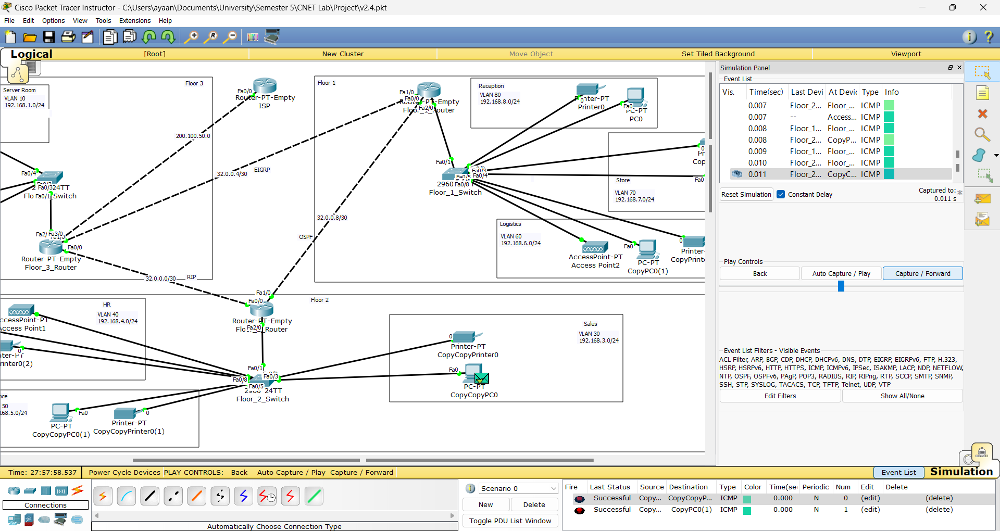 Cisco Packet Tracer Instructor - C:\Users\ayaan\Documents\University\Semester 5\CNET Lab\Project\v2.4.pkt
File Edit Options View Tools Extensions Help
Logical [Root] New Cluster Move Object Set Tiled Background Viewport
Server Room
VLAN 10
192.168.1.0/24
Floor 3
Fa0/0
Router-PT-Empty
ISP
200.100.50.0
32.0.0.4/30
EIGRP
Fa0/4
24TT
Fa0/3
Fa0/1
Switch
Fa2/
Fa3/0
Fa0/0
Router-PT-Empty
Floor_3_Router
32.0.0.0/30
RIP
Floor 1
Fa1/0
Fa0/0
Router-PT-Empty
Fa2/0
32.0.0.8/30
OSPF
Reception
VLAN 80
192.168.8.0/24
0
Printer0
Fa0
PC-PT
PC0
Fa0/1
Fa0/3
Fa0/4
Fa0/5
Fa0/8
2960
Floor_1_Switch
0
Cop
Fa0
Store
VLAN 70
192.168.7.0/24
Logistics
VLAN 60
192.168.6.0/24
AccessPoint-PT
Access Point2
Fa0
PC-PT
CopyPC0(1)
0
Printer-
CopyPrinte
Floor 2
Fa1/0
Fa0/0
Router-PT-Empty
Fa2/0
Router
HR
VLAN 40
192.168.4.0/24
ccessPoint-PT
Access Point1
0
rinter0(2)
Fa0/1
Fa0/3
Fa0/8
Fa0/5
24TT
Floor_2_Switch
Sales
VLAN 30
192.168.3.0/24
0
Printer-PT
CopyCopyPrinter0
Fa0
PC-PT
CopyCopyPC0
nce
50
168.5.0/24
Fa0
PC-PT
CopyCopyPC0(1)
0
Printer-PT
CopyCopyPrinter0(1)
Simulation Panel
Event List
Vis. Time(sec) Last Devi At Devic Type Info
0.007 Floor_2... Floor_... ICMP
0.007 -- Access... ICMP
0.008 Floor_1... Floor_... ICMP
0.008 Floor_2... CopyP... ICMP
0.009 Floor_1... Floor_... ICMP
0.010 Floor_2... Floor_... ICMP
0.011 Floor_2... CopyC... ICMP
Reset Simulation Constant Delay Captured to: *
0.011 s
Play Controls
Back Auto Capture / Play Capture / Forward
Event List Filters - Visible Events
ACL Filter, ARP, BGP, CDP, DHCP, DHCPv6, DNS, DTP, EIGRP, EIGRPv6, FTP, H.323,
HSRP, HSRPv6, HTTP, HTTPS, ICMP, ICMPv6, IPSec, ISAKMP, LACP, NDP, NETFLOW,
NTP, OSPF, OSPFv6, PAgP, POP3, RADIUS, RIP, RIPng, RTP, SCCP, SMTP, SNMP,
SSH, STP, SYSLOG, TACACS, TCP, TFTP, Telnet, UDP, VTP
Edit Filters Show All/None
Time: 27:57:58.537 Power Cycle Devices PLAY CONTROLS: Back Auto Capture / Play Capture / Forward Event List Simulation
Connections
Automatically Choose Connection Type
Scenario 0
New Delete
Toggle PDU List Window
Fire Last Status Source Destination Type Color Time(se Periodic Num Edit Delete
Successful Copy... CopyCopyP... ICMP 0.000 N 0 (edit) (delete)
Successful Copy... CopyPC0(1) ICMP 0.000 N 1 (edit) (delete)